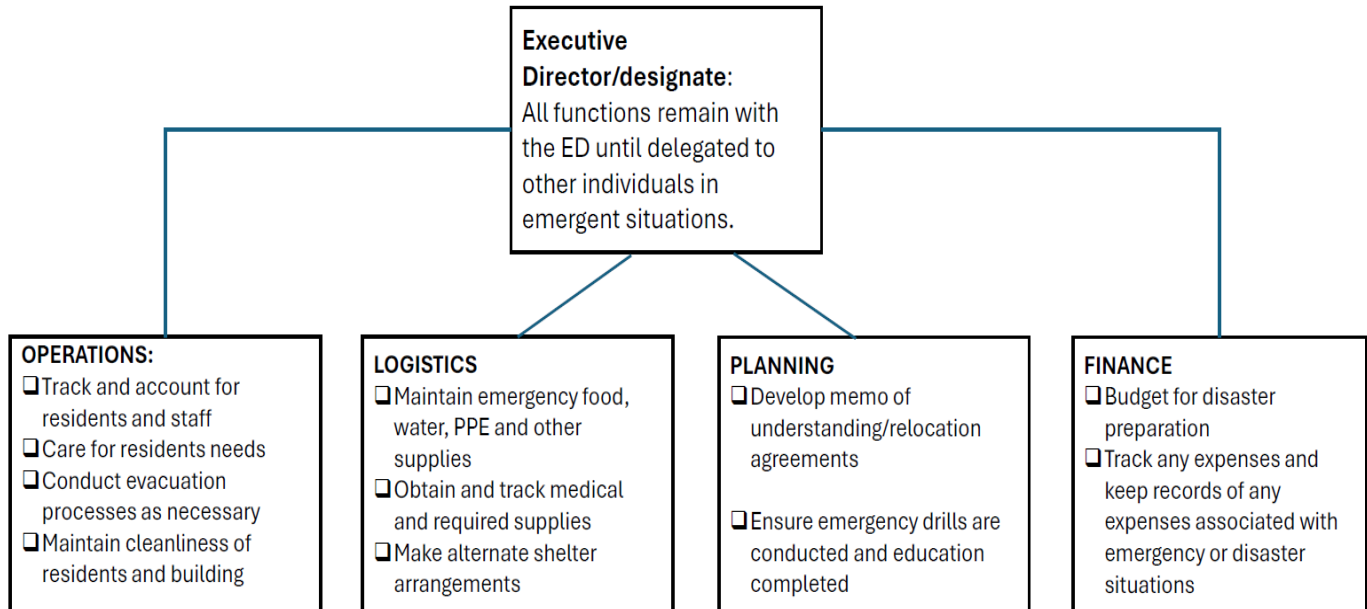 Executive
Director/designate:
All functions remain with
the ED until delegated to
other individuals in
emergent situations.
OPERATIONS:
❑Track and account for
residents and staff
❑Care for residents needs
❑Conduct evacuation
processes as necessary
❑Maintain cleanliness of
residents and building
LOGISTICS
❑Maintain emergency food,
water, PPE and other
supplies
❑Obtain and track medical
and required supplies
❑Make alternate shelter
arrangements
PLANNING
❑Develop memo of
understanding/relocation
agreements
❑Ensure emergency drills are
conducted and education
completed
FINANCE
❑Budget for disaster
preparation
❑Track any expenses and
keep records of any
expenses associated with
emergency or disaster
situations